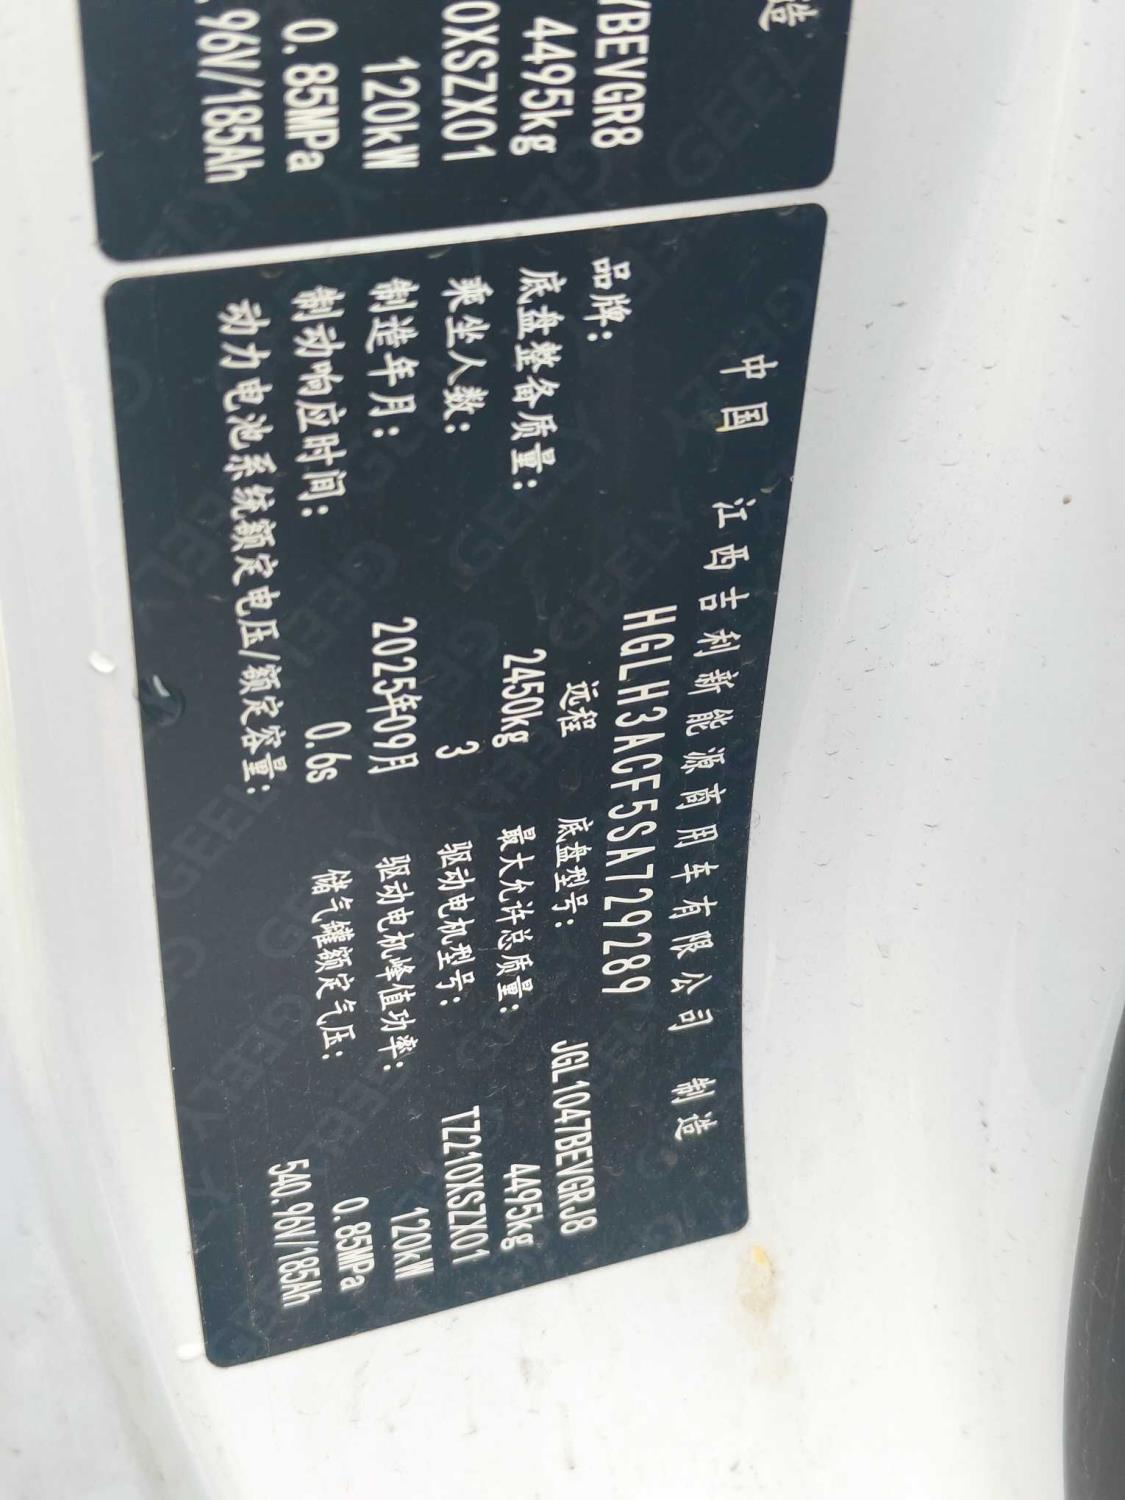 造
YBEVGR8
4495kg
0XSZX01
120kW
0.85MPa
.96V/185Ah
中国 江西吉利新能源商用车有限公司 制造
HGLH3ACF5SA729289
品牌: 远程 底盘型号: JGL1047BEVGRJ8
底盘整备质量: 2450kg 最大允许总质量: 4495kg
乘坐人数: 3 驱动电机型号: TZ210XSZX01
制造年月: 2025年09月 驱动电机峰值功率: 120kW
制动响应时间: 0.6s 储气罐额定气压: 0.85MPa
动力电池系统额定电压/额定容量: 540.96V/185Ah
GEELY